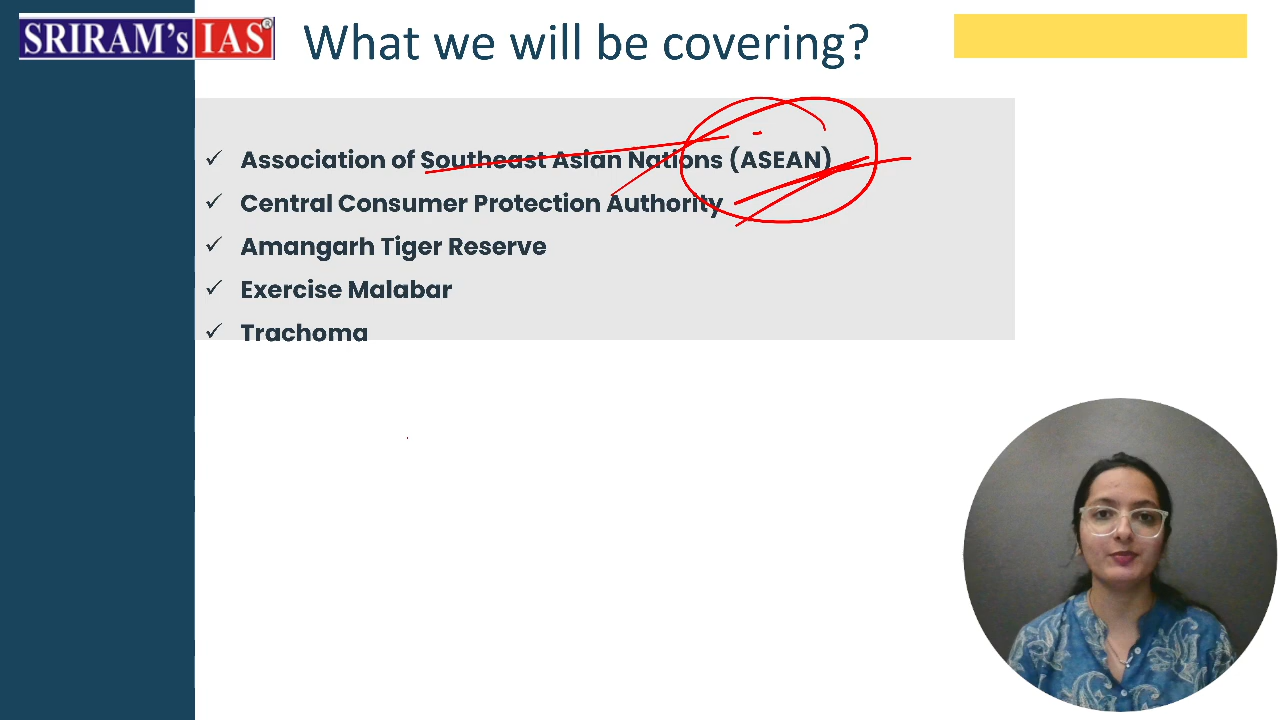 SRIRAM's IAS®
What we will be covering?
✓ Association of Southeast Asian Nations (ASEAN)
✓ Central Consumer Protection Authority
✓ Amangarh Tiger Reserve
✓ Exercise Malabar
✓ Trachoma